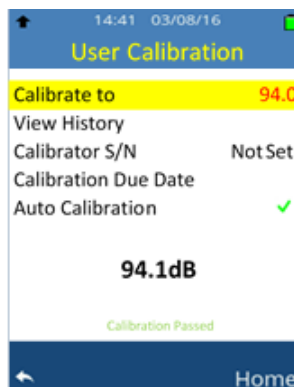 14:41 03/08/16
User Calibration
Calibrate to 94.0
View History
Calibrator S/N Not Set
Calibration Due Date
Auto Calibration
94.1dB
Calibration Passed
Home